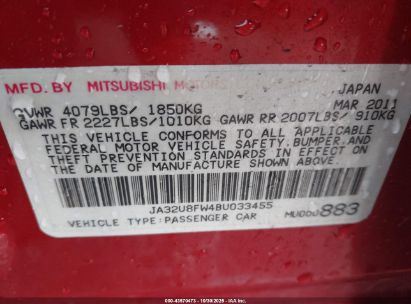 MFD. BY MITSUBISHI MOTORS JAPAN
MAR 2011
GVWR 4079LBS/ 1850KG
GAWR FR 2227LBS/1010KG GAWR RR 2007LBS/ 910KG
THIS VEHICLE CONFORMS TO ALL APPLICABLE
FEDERAL MOTOR VEHICLE SAFETY, BUMPER, AND
THEFT PREVENTION STANDARDS IN EFFECT ON
THE DATE OF MANUFACTURE SHOWN ABOVE.
JA32U8FW4BU033455
VEHICLE TYPE:PASSENGER CAR
883